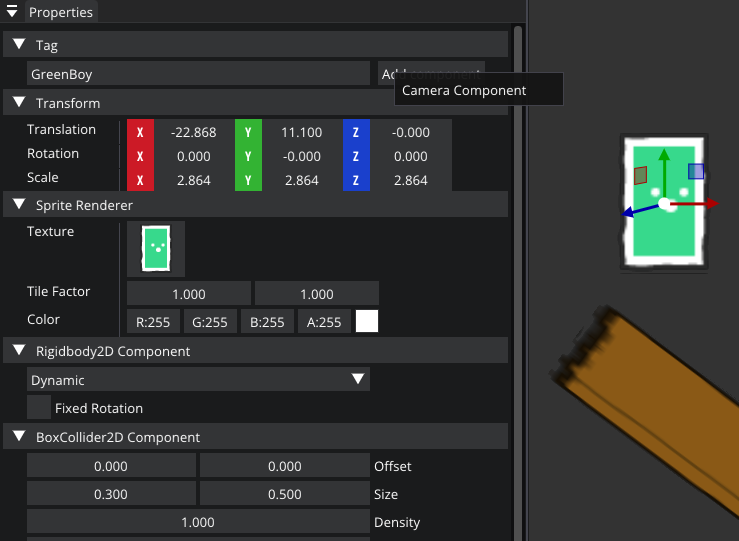 Properties
Tag
GreenBoy
Camera Component
Transform
Translation X -22.868 Y 11.100 Z -0.000
Rotation X 0.000 Y -0.000 Z 0.000
Scale X 2.864 Y 2.864 Z 2.864
Sprite Renderer
Texture
Tile Factor 1.000 1.000
Color R:255 G:255 B:255 A:255
Rigidbody2D Component
Dynamic
Fixed Rotation
BoxCollider2D Component
0.000 0.000 Offset
0.300 0.500 Size
1.000 Density